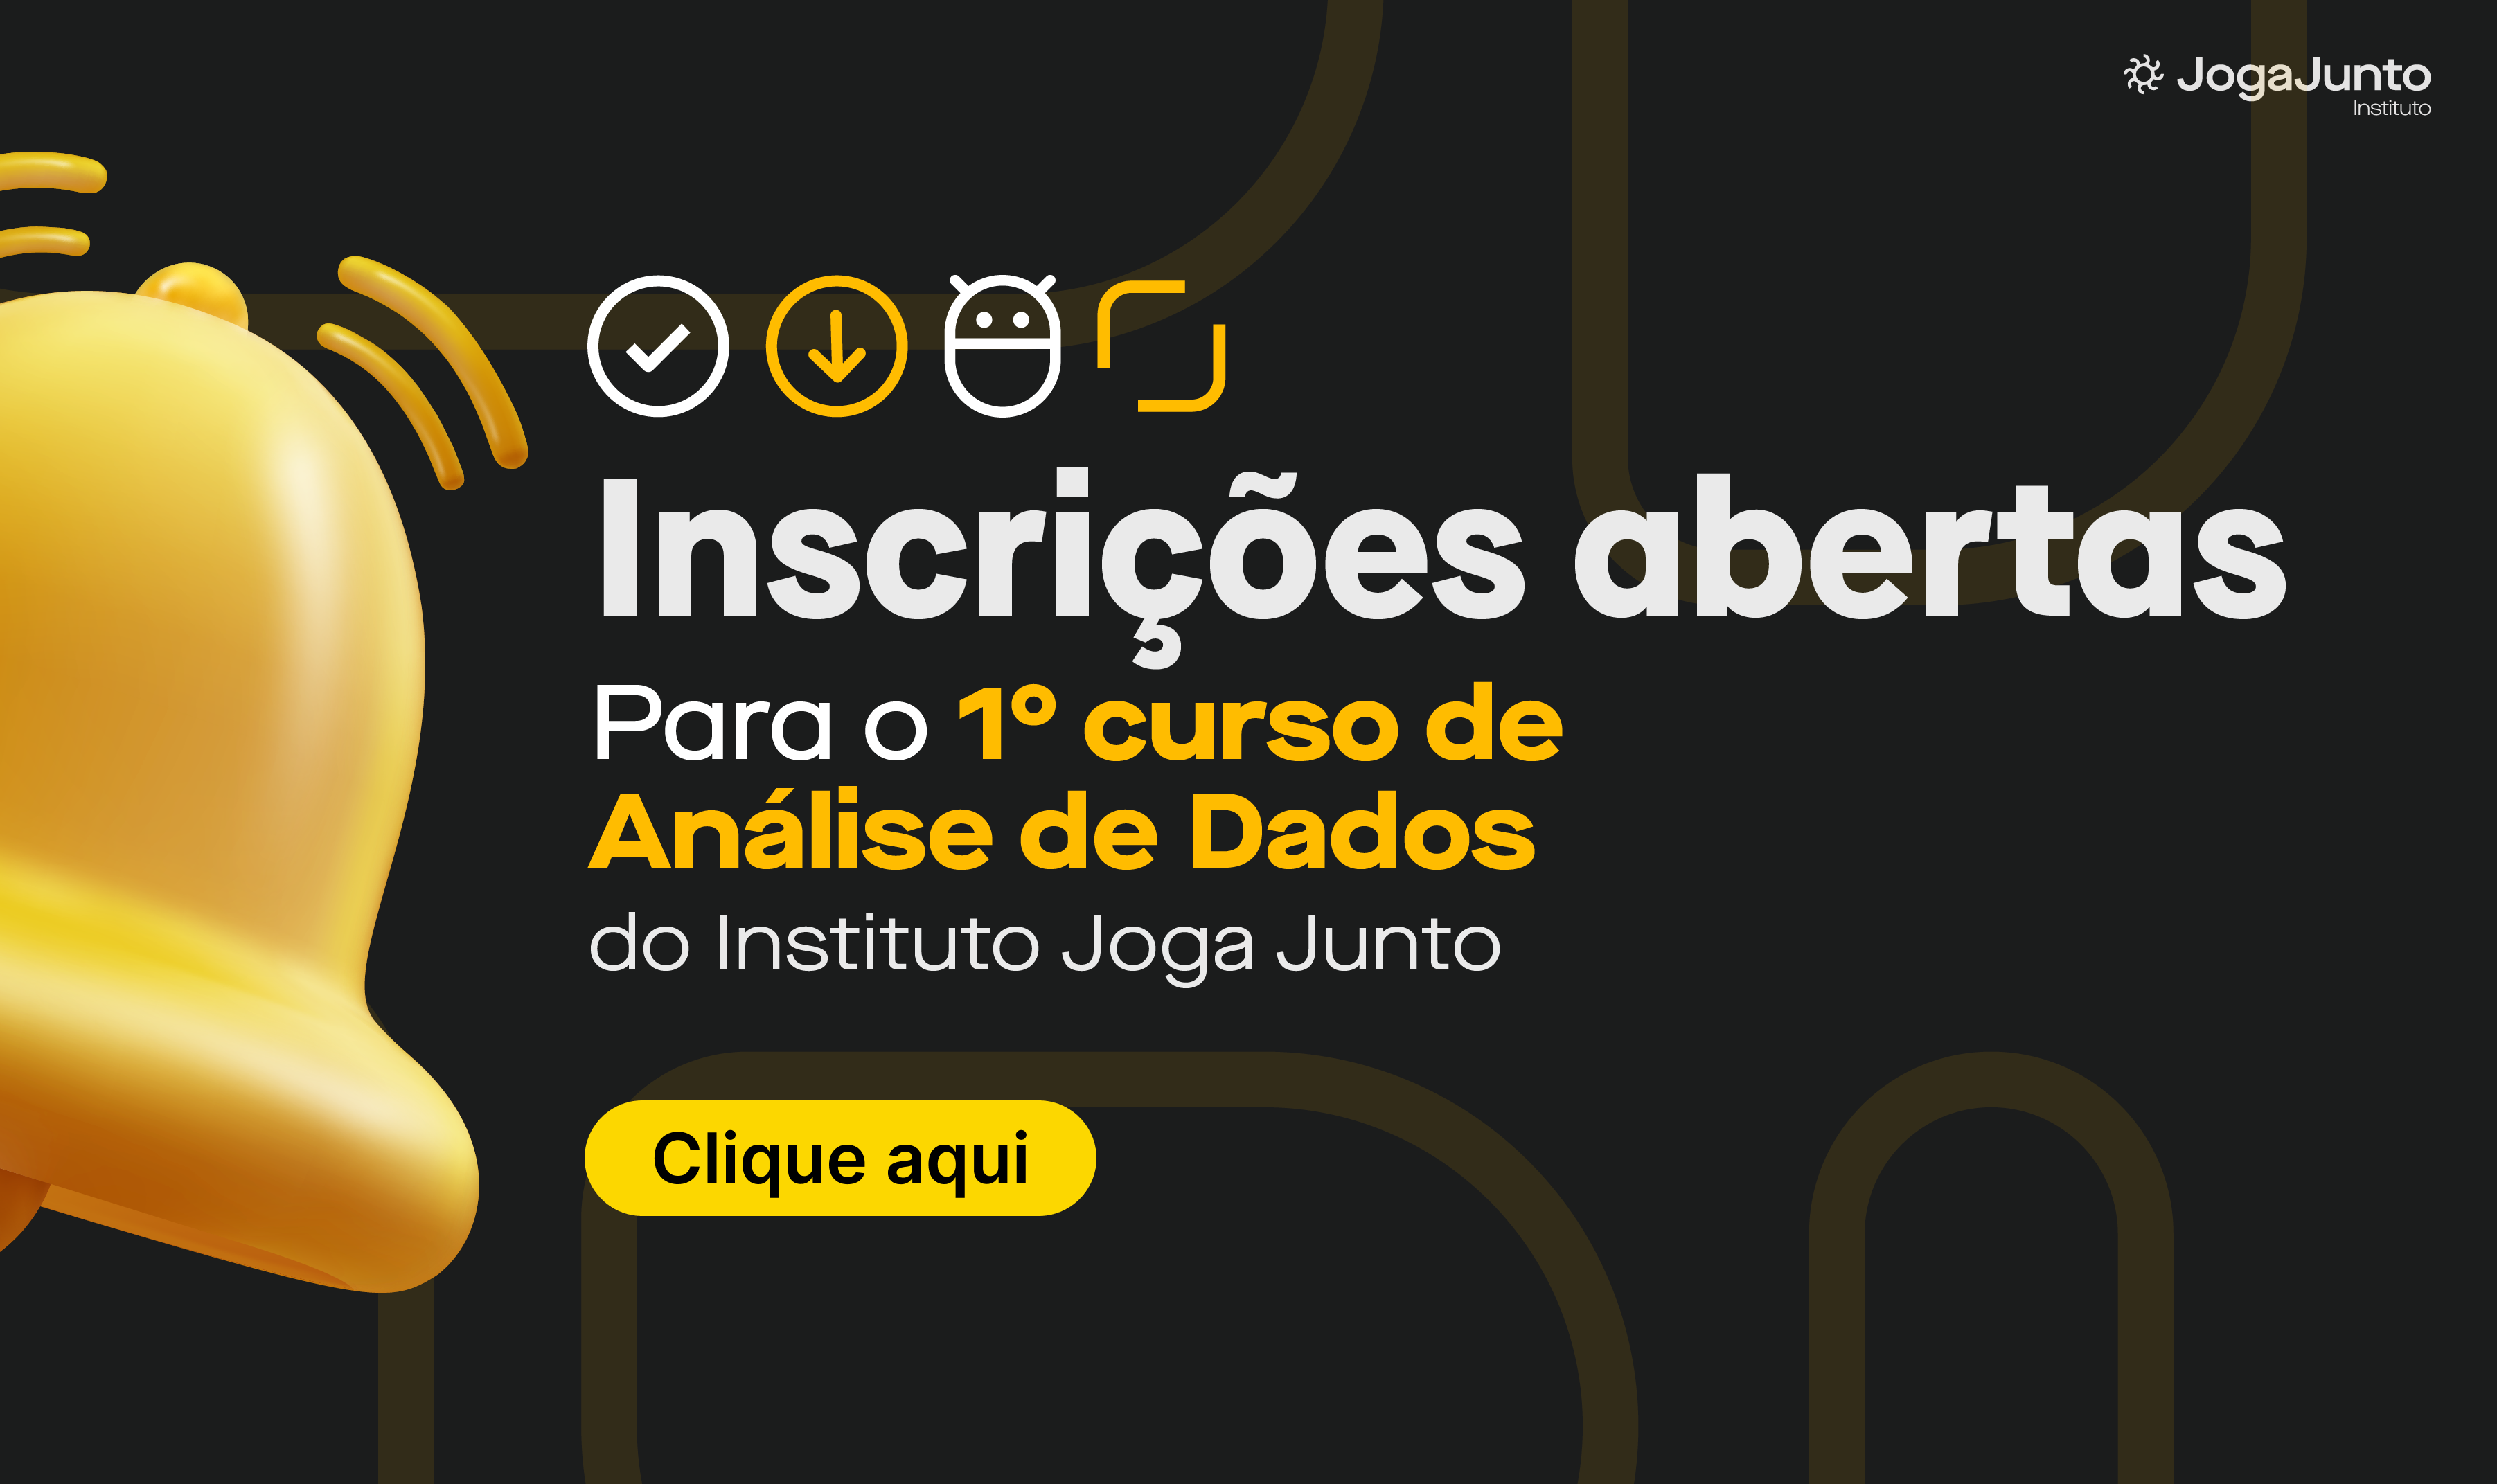 JogaJunto
Instituto
Inscrições abertas
Para o 1º curso de
Análise de Dados
do Instituto Joga Junto
Clique aqui